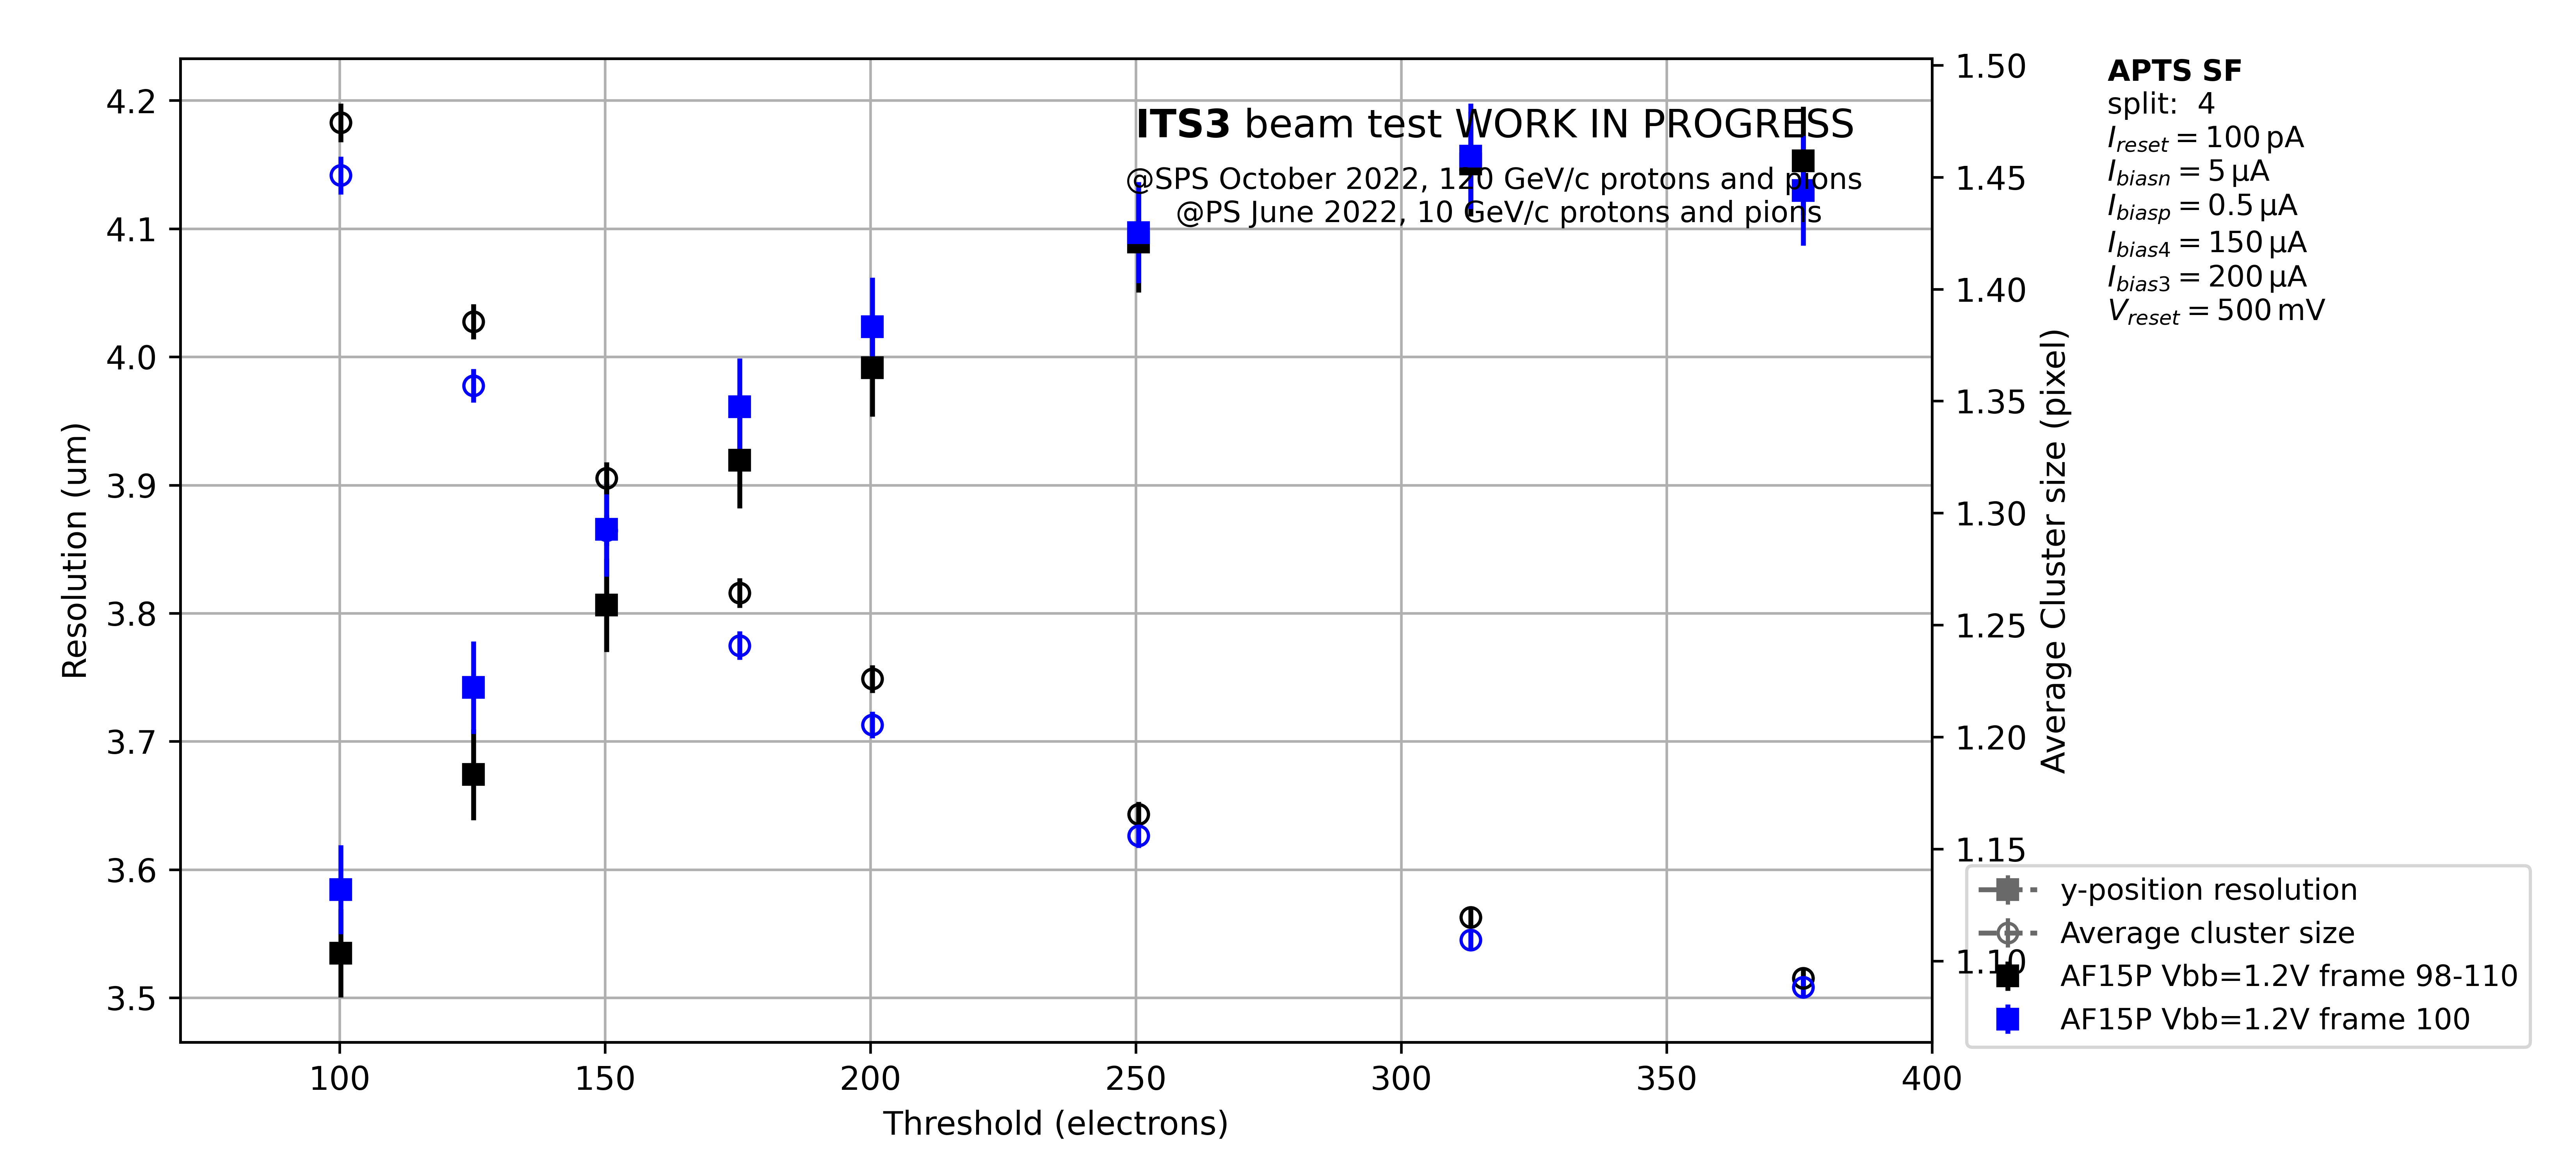 ITS3 beam test WORK IN PROGRESS
@SPS October 2022, 120 GeV/c protons and pions
@PS June 2022, 10 GeV/c protons and pions
Resolution (um)
4.2
4.1
4.0
3.9
3.8
3.7
3.6
3.5
100
150
200
250
300
350
400
Threshold (electrons)
1.50
1.45
1.40
1.35
1.30
1.25
1.20
1.15
1.10
Average Cluster size (pixel)
APTS SF
split: 4
I_reset = 100 pA
I_biasn = 5 µA
I_biasp = 0.5 µA
I_bias4 = 150 µA
I_bias3 = 200 µA
V_reset = 500 mV
y-position resolution
Average cluster size
AF15P Vbb=1.2V frame 98-110
AF15P Vbb=1.2V frame 100